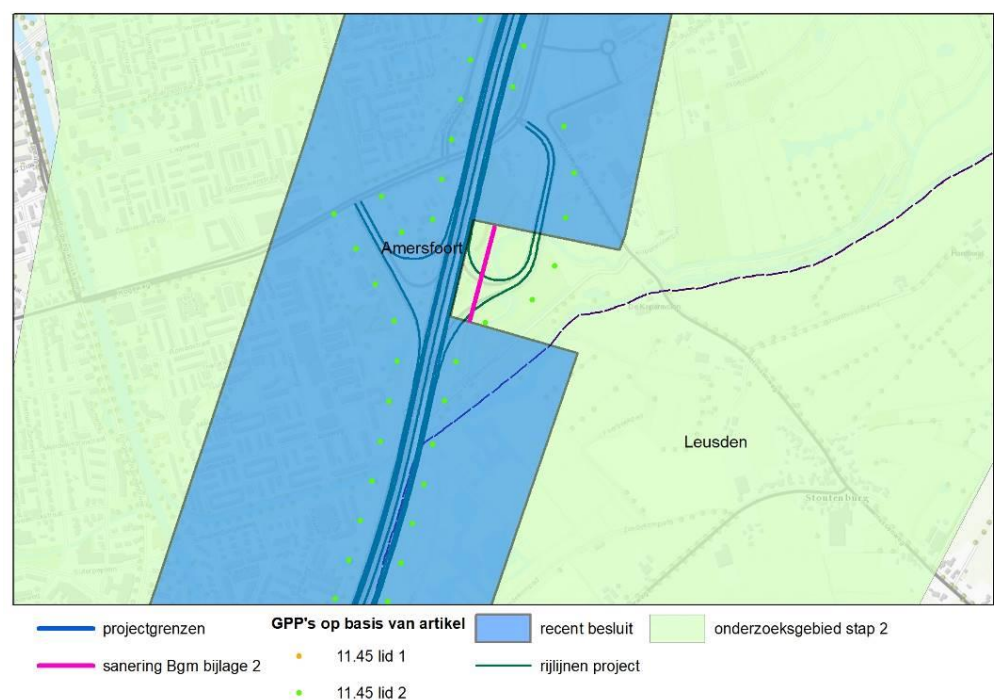 Amersfoort
Leusden
Stoutenburg
projectgrenzen
GPP's op basis van artikel
recent besluit
onderzoeksgebied stap 2
sanering Bgm bijlage 2
11.45 lid 1
rijlijnen project
11.45 lid 2